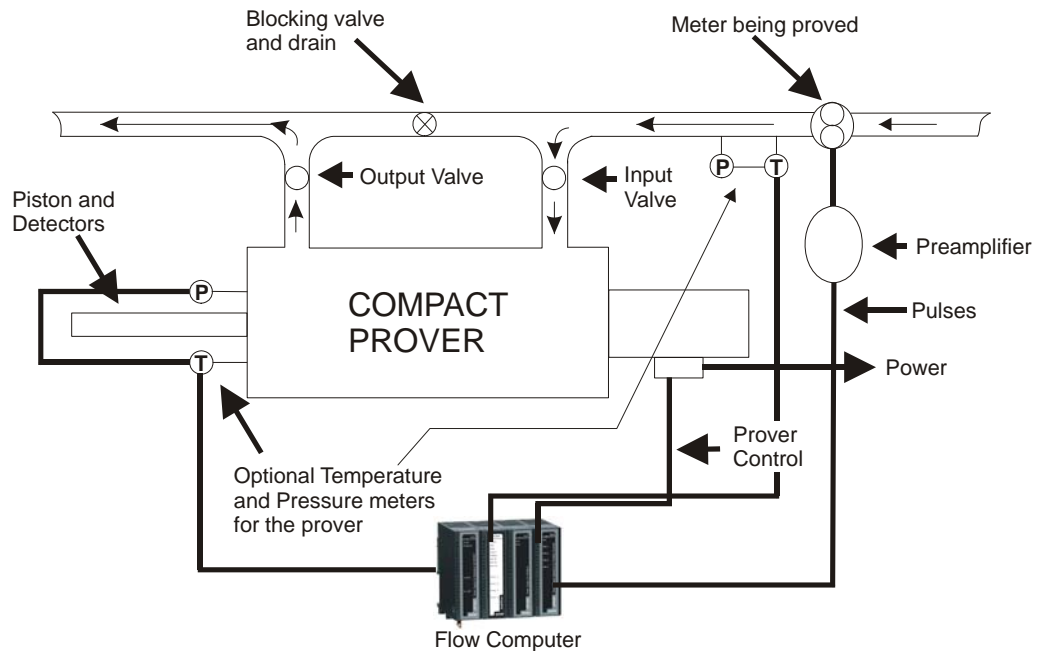 Blocking valve
and drain
Meter being proved
Output Valve
Input
Valve
P
T
Piston and
Detectors
Preamplifier
P
COMPACT
PROVER
Pulses
T
Power
Prover
Control
Optional Temperature
and Pressure meters
for the prover
Flow Computer